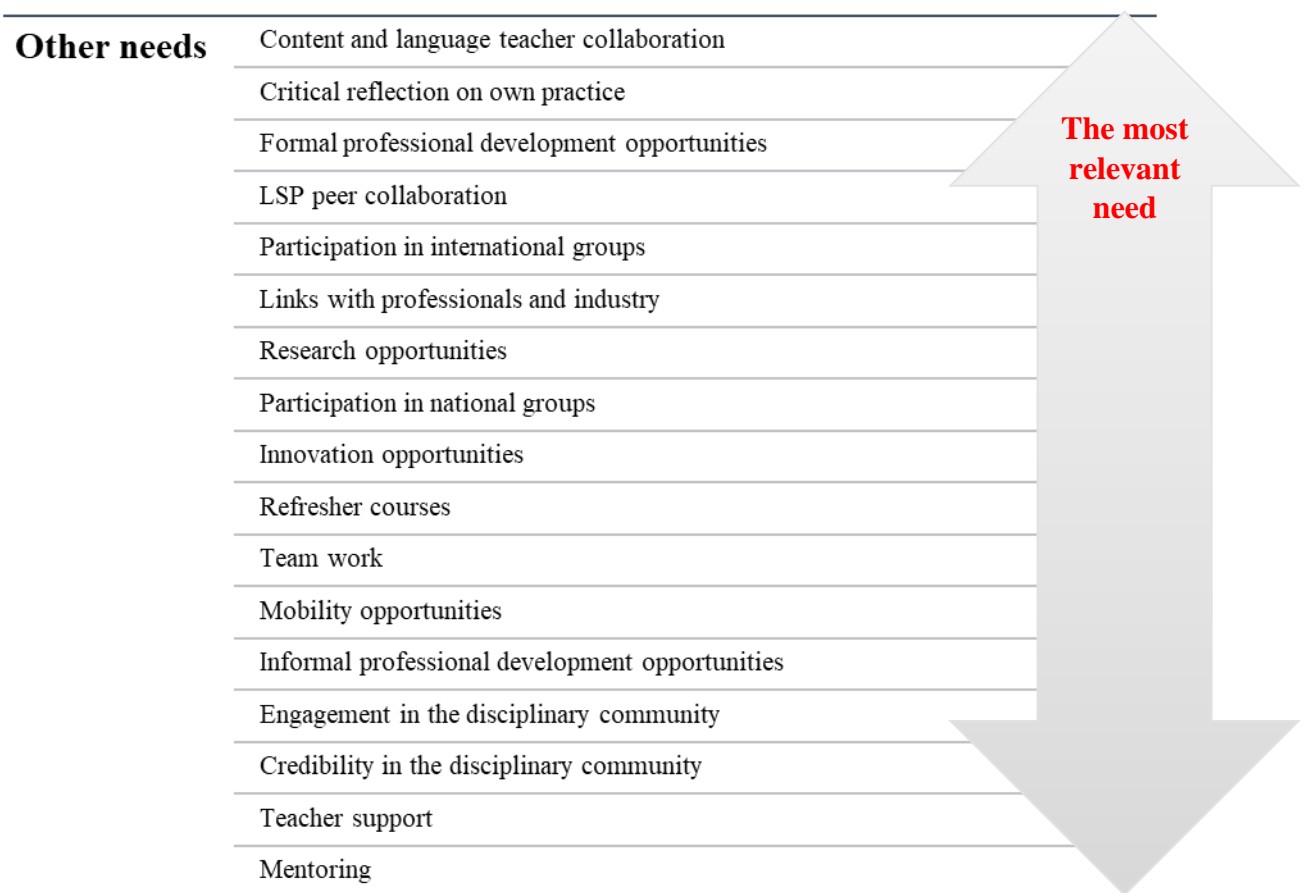 Other needs
Content and language teacher collaboration
Critical reflection on own practice
Formal professional development opportunities
LSP peer collaboration
Participation in international groups
Links with professionals and industry
Research opportunities
Participation in national groups
Innovation opportunities
Refresher courses
Team work
Mobility opportunities
Informal professional development opportunities
Engagement in the disciplinary community
Credibility in the disciplinary community
Teacher support
Mentoring
The most
relevant
need